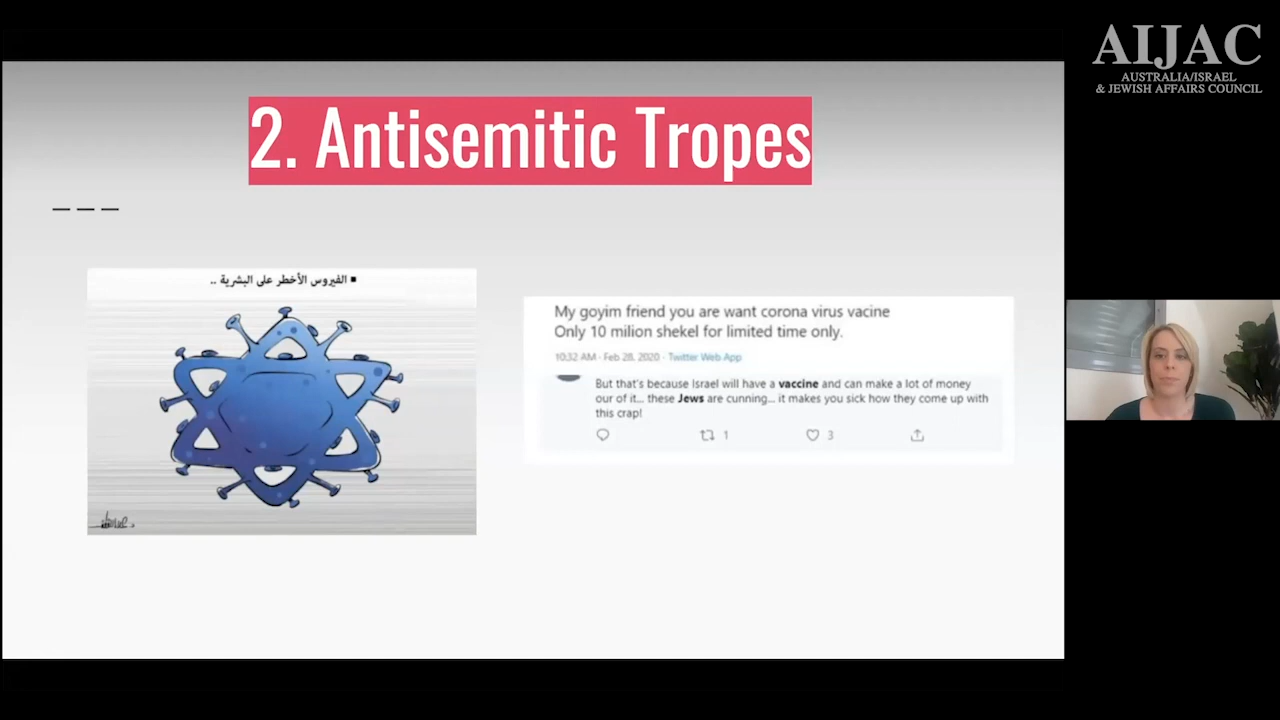 AIJAC
AUSTRALIA/ISRAEL
& JEWISH AFFAIRS COUNCIL
2. Antisemitic Tropes
▪ الفيروس الأخطر على البشرية ..
My goyim friend you are want corona virus vacine
Only 10 milion shekel for limited time only.
10:32 AM · Feb 28, 2020 · Twitter Web App
But that's because Israel will have a vaccine and can make a lot of money
our of it... these Jews are cunning... it makes you sick how they come up with
this crap!
1
3